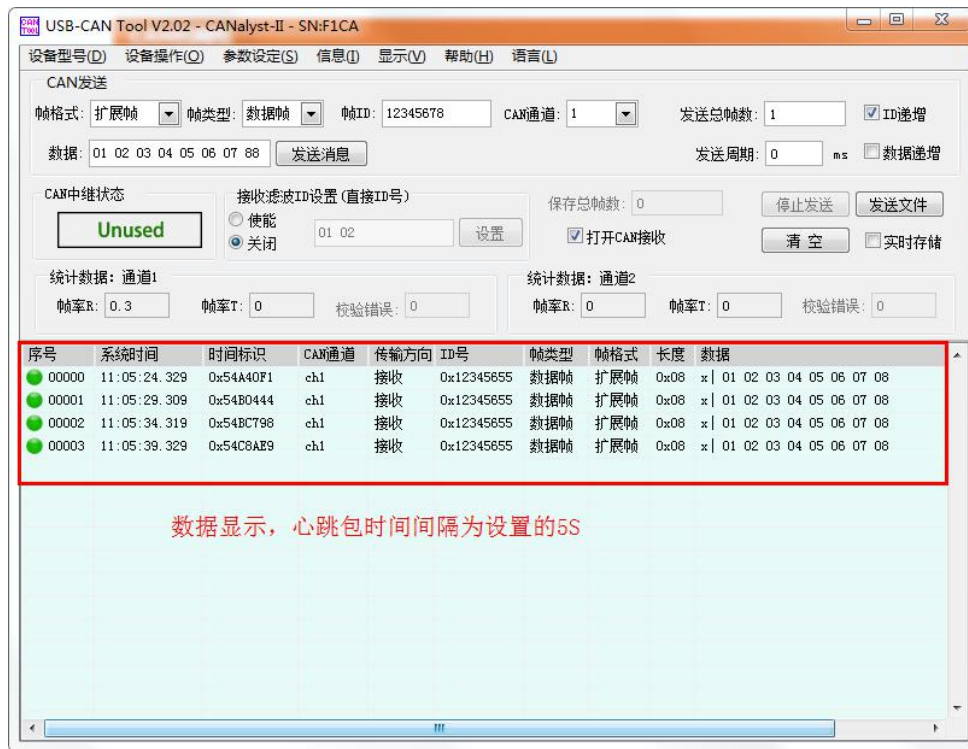 USB-CAN Tool V2.02 - CANalyst-II - SN:F1CA
设备型号(D) 设备操作(O) 参数设定(S) 信息(I) 显示(V) 帮助(H) 语言(L)
CAN发送
帧格式: 扩展帧 帧类型: 数据帧 帧ID: 12345678 CAN通道: 1 发送总帧数: 1 ID递增
数据: 01 02 03 04 05 06 07 88 发送消息 发送周期: 0 ms 数据递增
CAN中继状态 接收滤波ID设置(直接ID号) 保存总帧数: 0 停止发送 发送文件
Unused 使能 关闭 01 02 设置 打开CAN接收 清空 实时存储
统计数据: 通道1 统计数据: 通道2
帧率R: 0.3 帧率T: 0 校验错误: 0 帧率R: 0 帧率T: 0 校验错误: 0
序号 系统时间 时间标识 CAN通道 传输方向 ID号 帧类型 帧格式 长度 数据
00000 11:05:24.329 0x54A40F1 ch1 接收 0x12345655 数据帧 扩展帧 0x08 x| 01 02 03 04 05 06 07 08
00001 11:05:29.309 0x54B0444 ch1 接收 0x12345655 数据帧 扩展帧 0x08 x| 01 02 03 04 05 06 07 08
00002 11:05:34.319 0x54BC798 ch1 接收 0x12345655 数据帧 扩展帧 0x08 x| 01 02 03 04 05 06 07 08
00003 11:05:39.329 0x54C8AE9 ch1 接收 0x12345655 数据帧 扩展帧 0x08 x| 01 02 03 04 05 06 07 08
数据显示，心跳包时间间隔为设置的5S